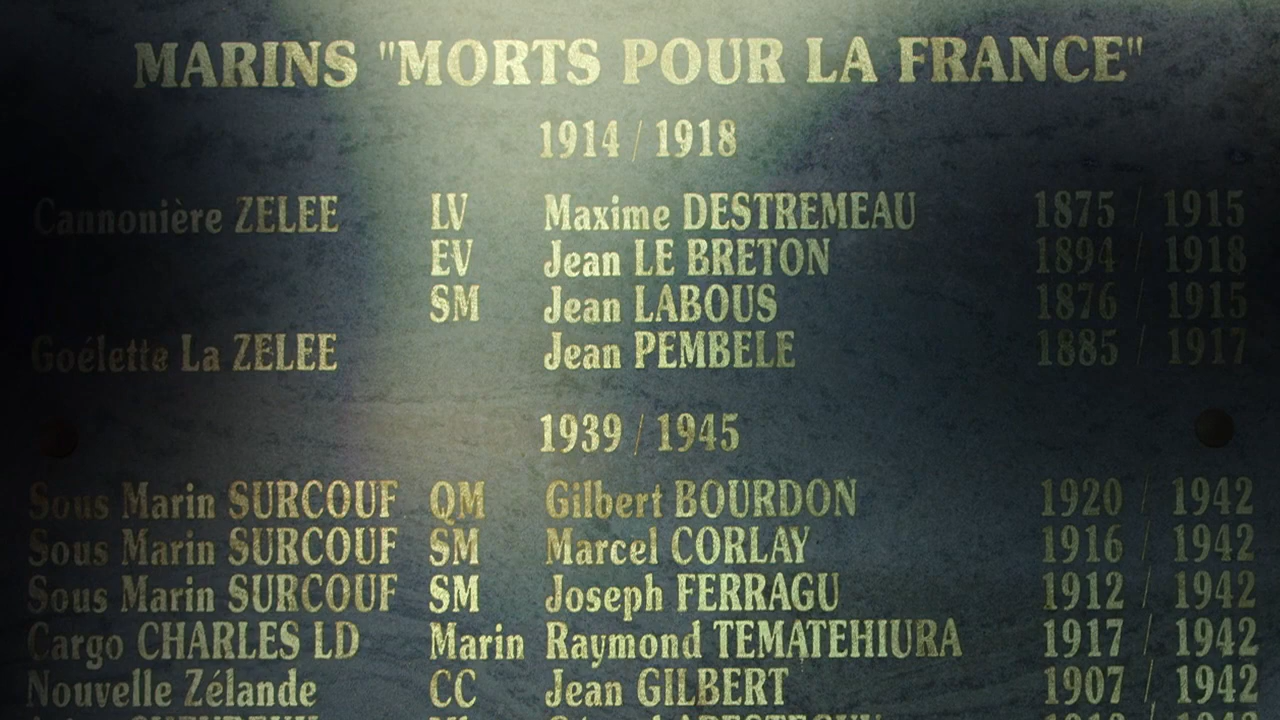 MARINS "MORTS POUR LA FRANCE"
1914 / 1918
Cannonière ZELEE LV Maxime DESTREMEAU 1875 / 1915
EV Jean LE BRETON 1894 / 1918
SM Jean LABOUS 1876 / 1915
Goélette La ZELEE Jean PEMBELE 1885 / 1917
1939 / 1945
Sous Marin SURCOUF QM Gilbert BOURDON 1920 / 1942
Sous Marin SURCOUF SM Marcel CORLAY 1916 / 1942
Sous Marin SURCOUF SM Joseph FERRAGU 1912 / 1942
Cargo CHARLES LD Marin Raymond TEMATEHIURA 1917 / 1942
Nouvelle Zélande CC Jean GILBERT 1907 / 1942